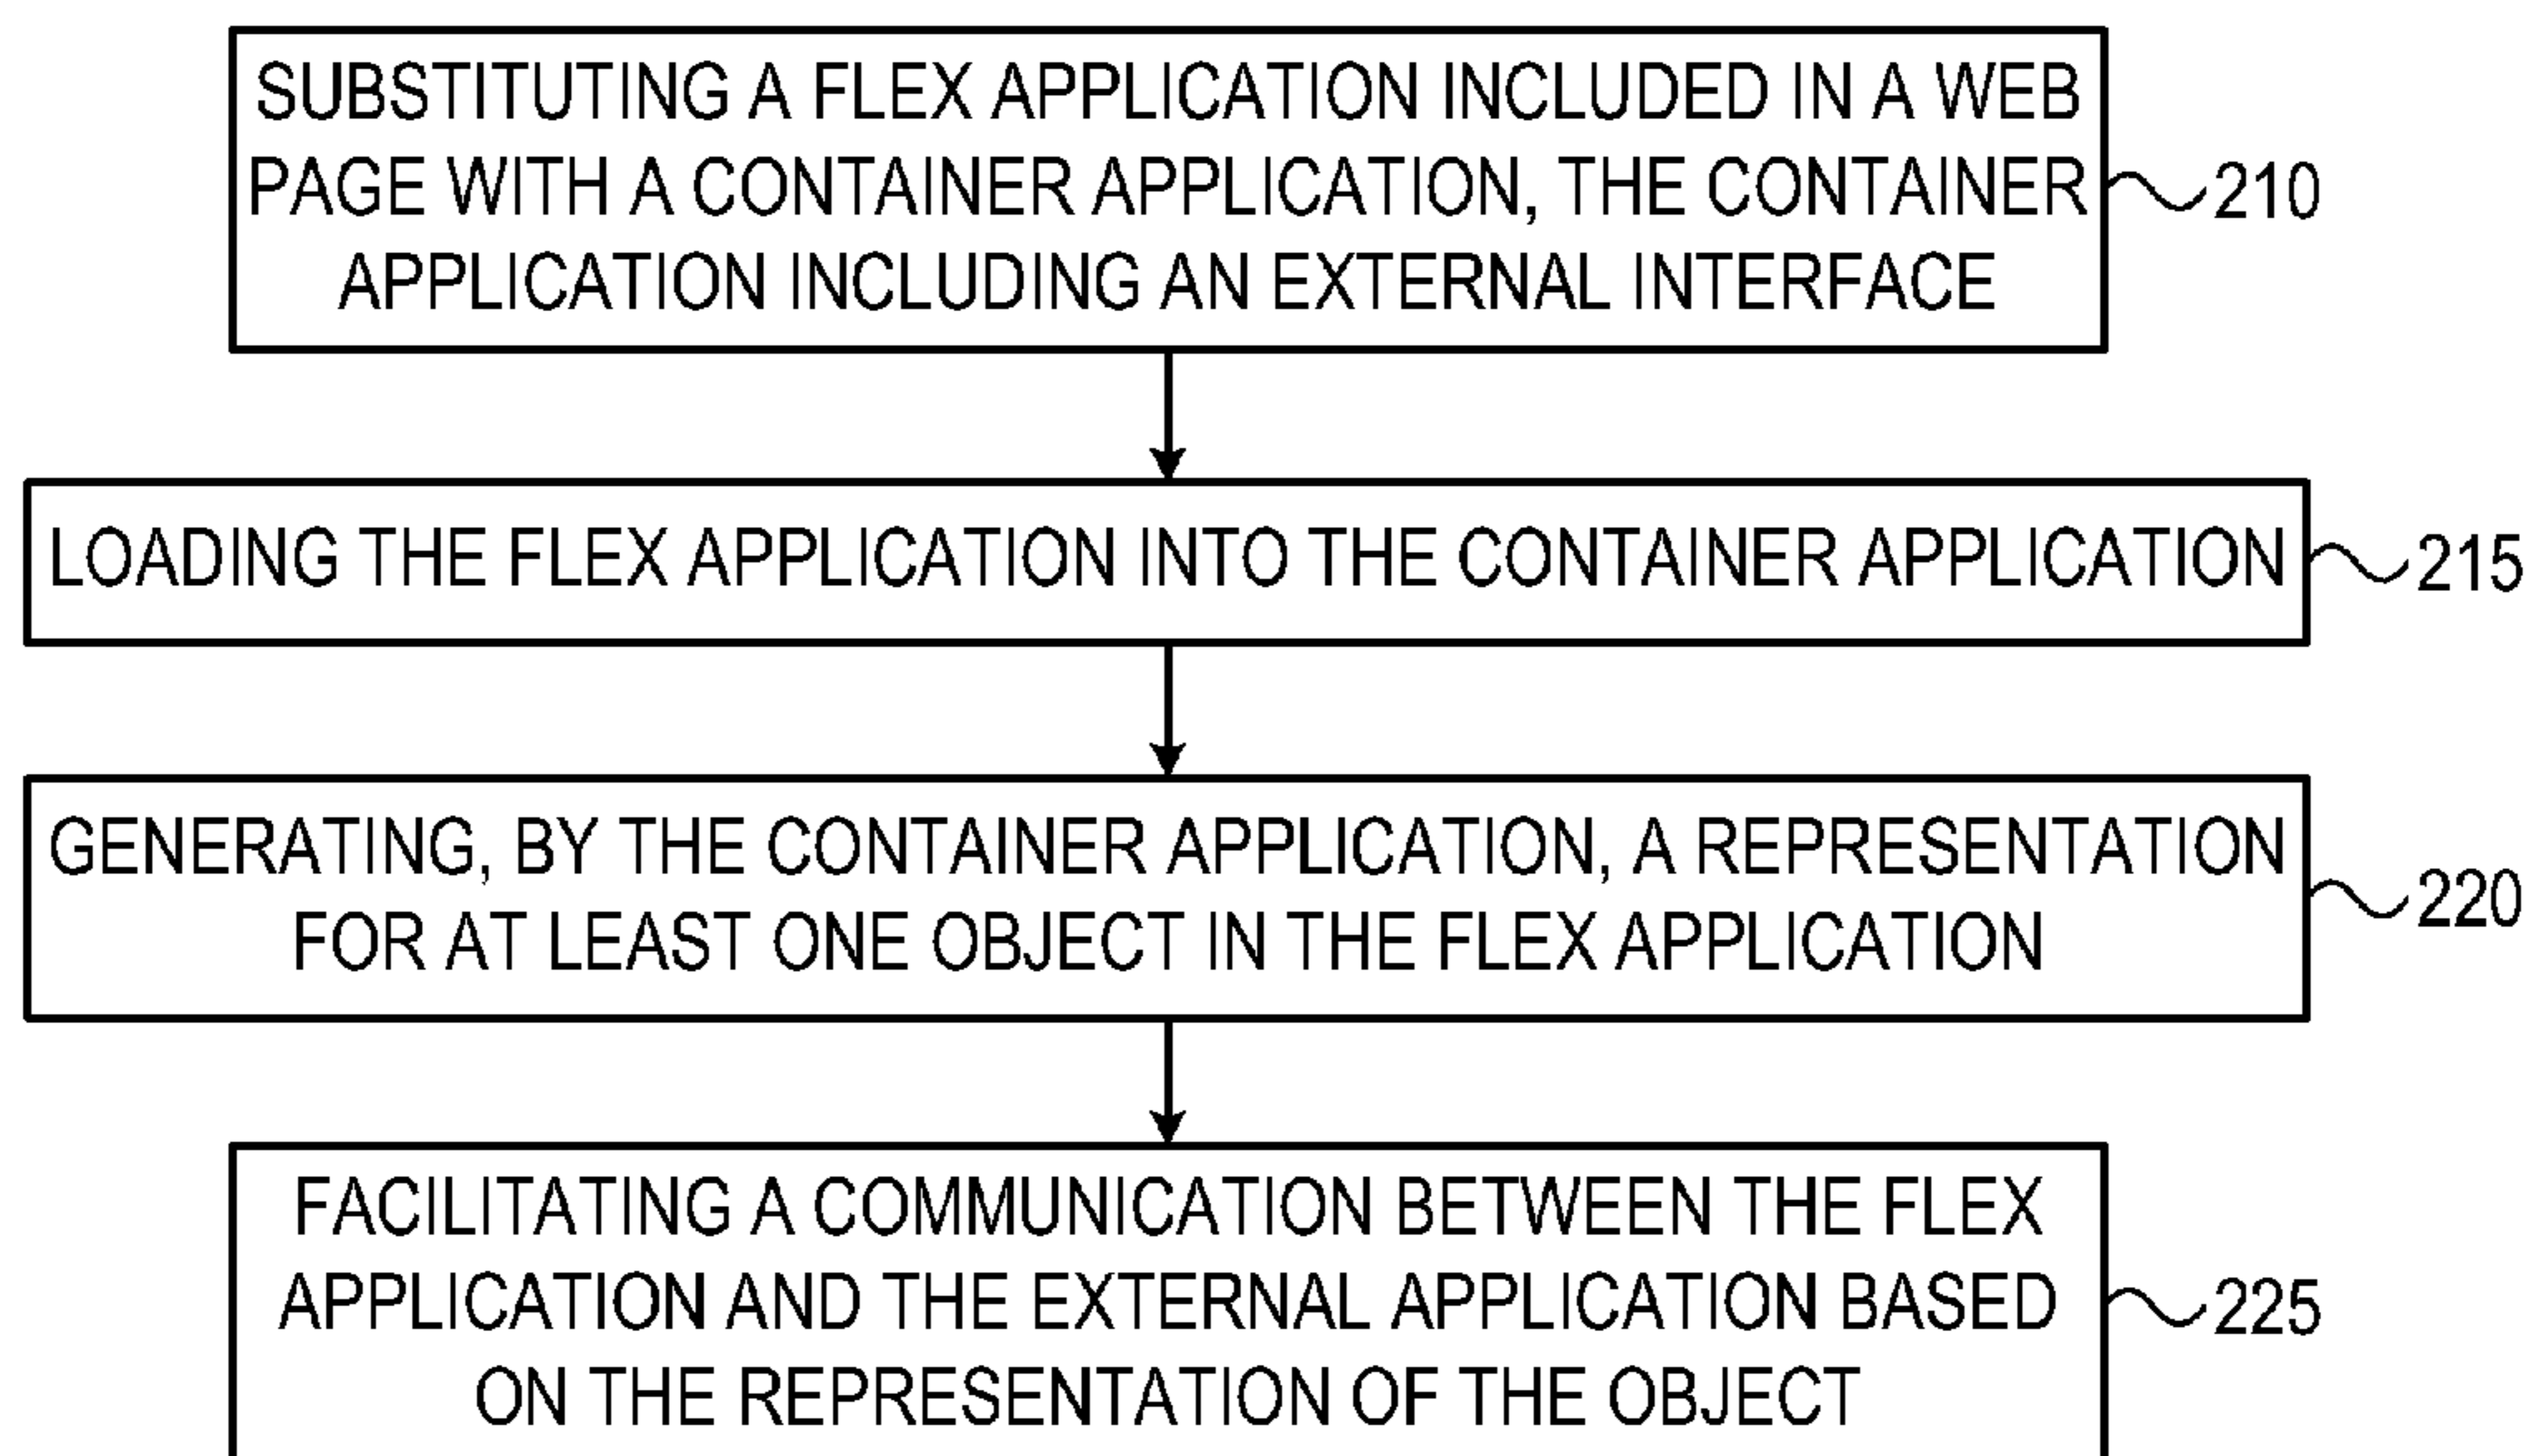 SUBSTITUTING A FLEX APPLICATION INCLUDED IN A WEB
PAGE WITH A CONTAINER APPLICATION, THE CONTAINER
APPLICATION INCLUDING AN EXTERNAL INTERFACE
210
LOADING THE FLEX APPLICATION INTO THE CONTAINER APPLICATION
215
GENERATING, BY THE CONTAINER APPLICATION, A REPRESENTATION
FOR AT LEAST ONE OBJECT IN THE FLEX APPLICATION
220
FACILITATING A COMMUNICATION BETWEEN THE FLEX
APPLICATION AND THE EXTERNAL APPLICATION BASED
ON THE REPRESENTATION OF THE OBJECT
225